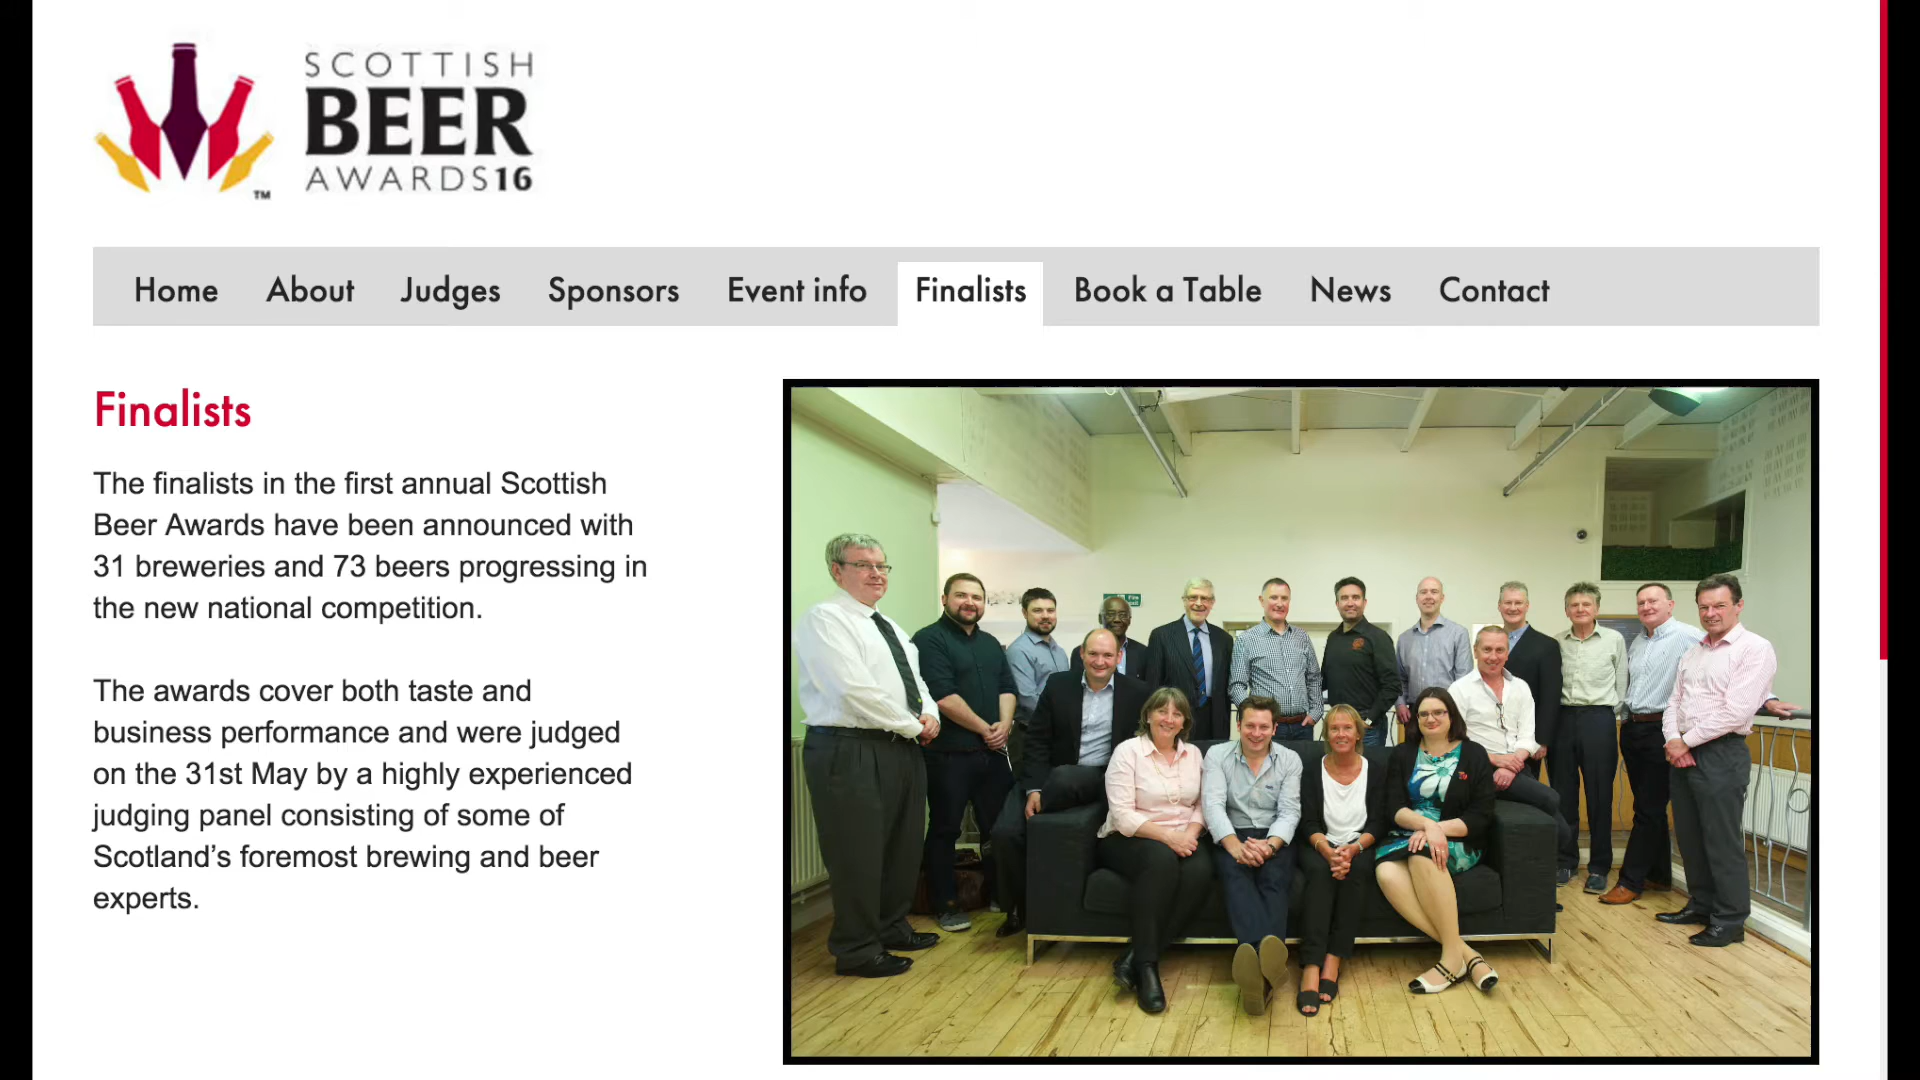 SCOTTISH
BEER
AWARDS16
TM
Home About Judges Sponsors Event info Finalists Book a Table News Contact
Finalists
The finalists in the first annual Scottish
Beer Awards have been announced with
31 breweries and 73 beers progressing in
the new national competition.
The awards cover both taste and
business performance and were judged
on the 31st May by a highly experienced
judging panel consisting of some of
Scotland’s foremost brewing and beer
experts.